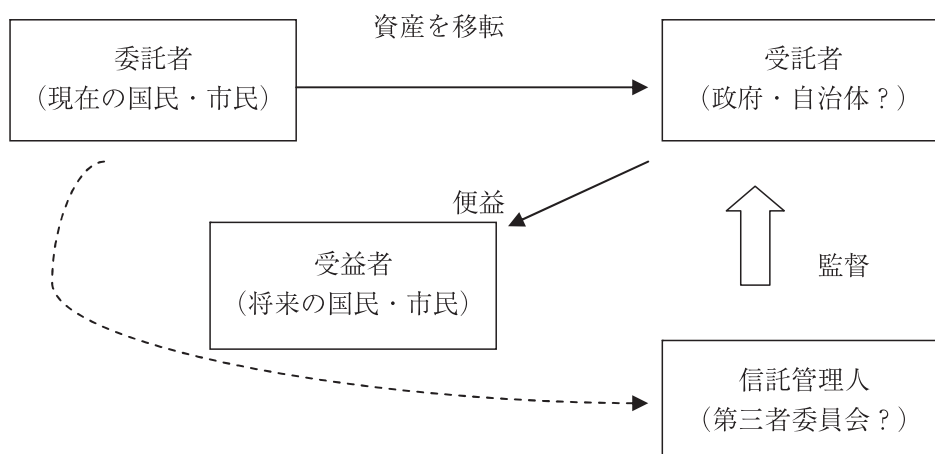 資産を移転
委託者
（現在の国民・市民）
受託者
（政府・自治体？）
便益
受益者
（将来の国民・市民）
監督
信託管理人
（第三者委員会？）